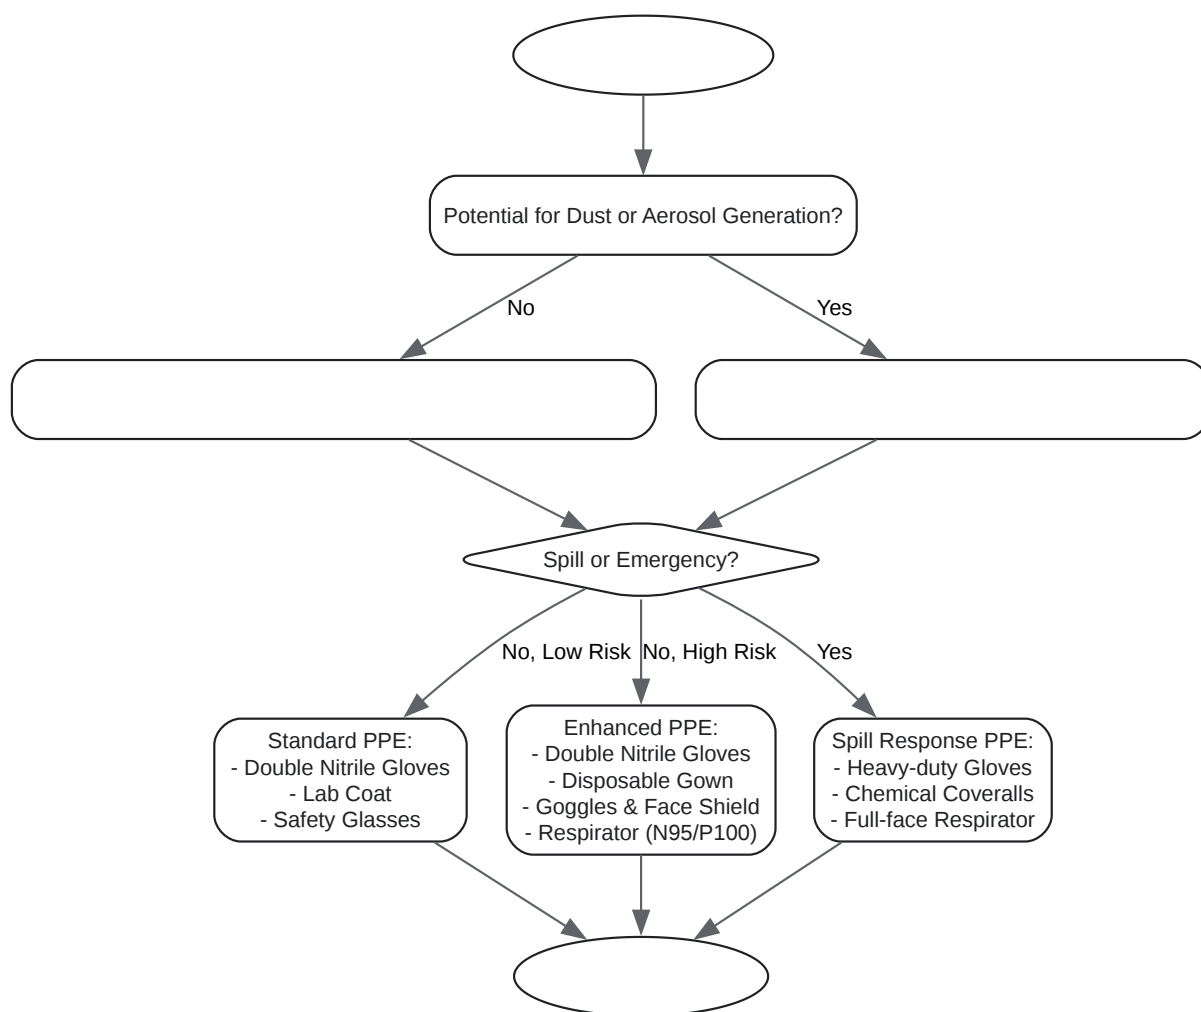 Potential for Dust or Aerosol Generation?
No
Yes
Spill or Emergency?
No, Low Risk
No, High Risk
Yes
Standard PPE:
- Double Nitrile Gloves
- Lab Coat
- Safety Glasses
Enhanced PPE:
- Double Nitrile Gloves
- Disposable Gown
- Goggles & Face Shield
- Respirator (N95/P100)
Spill Response PPE:
- Heavy-duty Gloves
- Chemical Coveralls
- Full-face Respirator